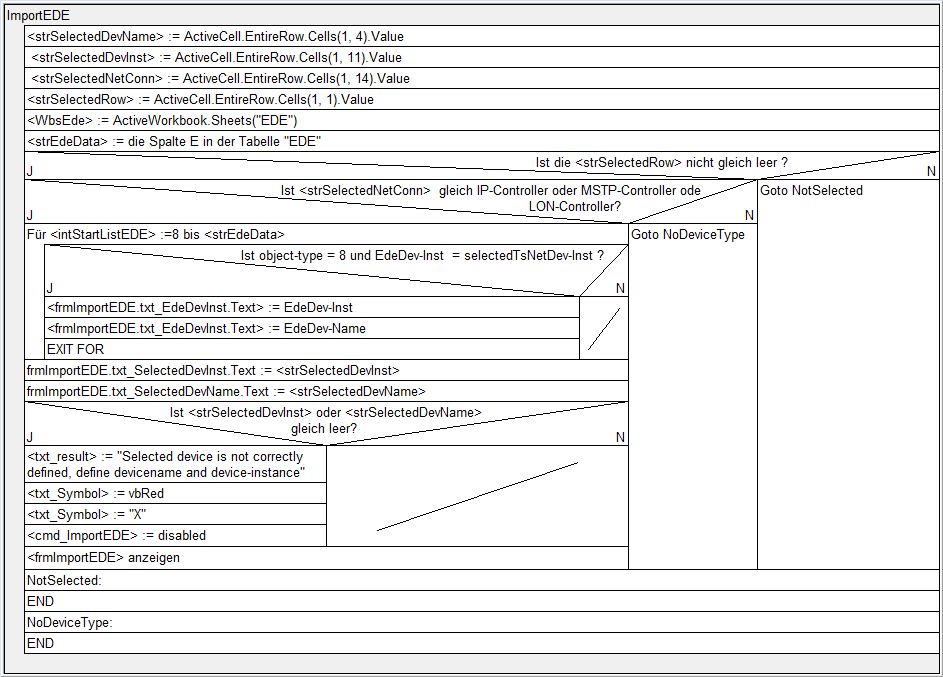 ImportEDE
<strSelectedDevName> := ActiveCell.EntireRow.Cells(1, 4).Value
<strSelectedDevInst> := ActiveCell.EntireRow.Cells(1, 11).Value
<strSelectedNetConn> := ActiveCell.EntireRow.Cells(1, 14).Value
<strSelectedRow> := ActiveCell.EntireRow.Cells(1, 1).Value
<WbsEde> := ActiveWorkbook.Sheets("EDE")
<strEdeData> := die Spalte E in der Tabelle "EDE"
Ist die <strSelectedRow> nicht gleich leer ?
J
N
Ist <strSelectedNetConn> gleich IP-Controller oder MSTP-Controller ode
LON-Controller?
J
N
Goto NotSelected
Für <intStartListEDE> :=8 bis <strEdeData>
Goto NoDeviceType
Ist object-type = 8 und EdeDev-Inst = selectedTsNetDev-Inst ?
J
N
<frmImportEDE.txt_EdeDevInst.Text> := EdeDev-Inst
<frmImportEDE.txt_EdeDevInst.Text> := EdeDev-Name
EXIT FOR
frmImportEDE.txt_SelectedDevInst.Text := <strSelectedDevInst>
frmImportEDE.txt_SelectedDevName.Text := <strSelectedDevName>
Ist <strSelectedDevInst> oder <strSelectedDevName>
gleich leer?
J
N
<txt_result> := "Selected device is not correctly
defined, define devicename and device-instance"
<txt_Symbol> := vbRed
<txt_Symbol> := "X"
<cmd_ImportEDE> := disabled
<frmImportEDE> anzeigen
NotSelected:
END
NoDeviceType:
END